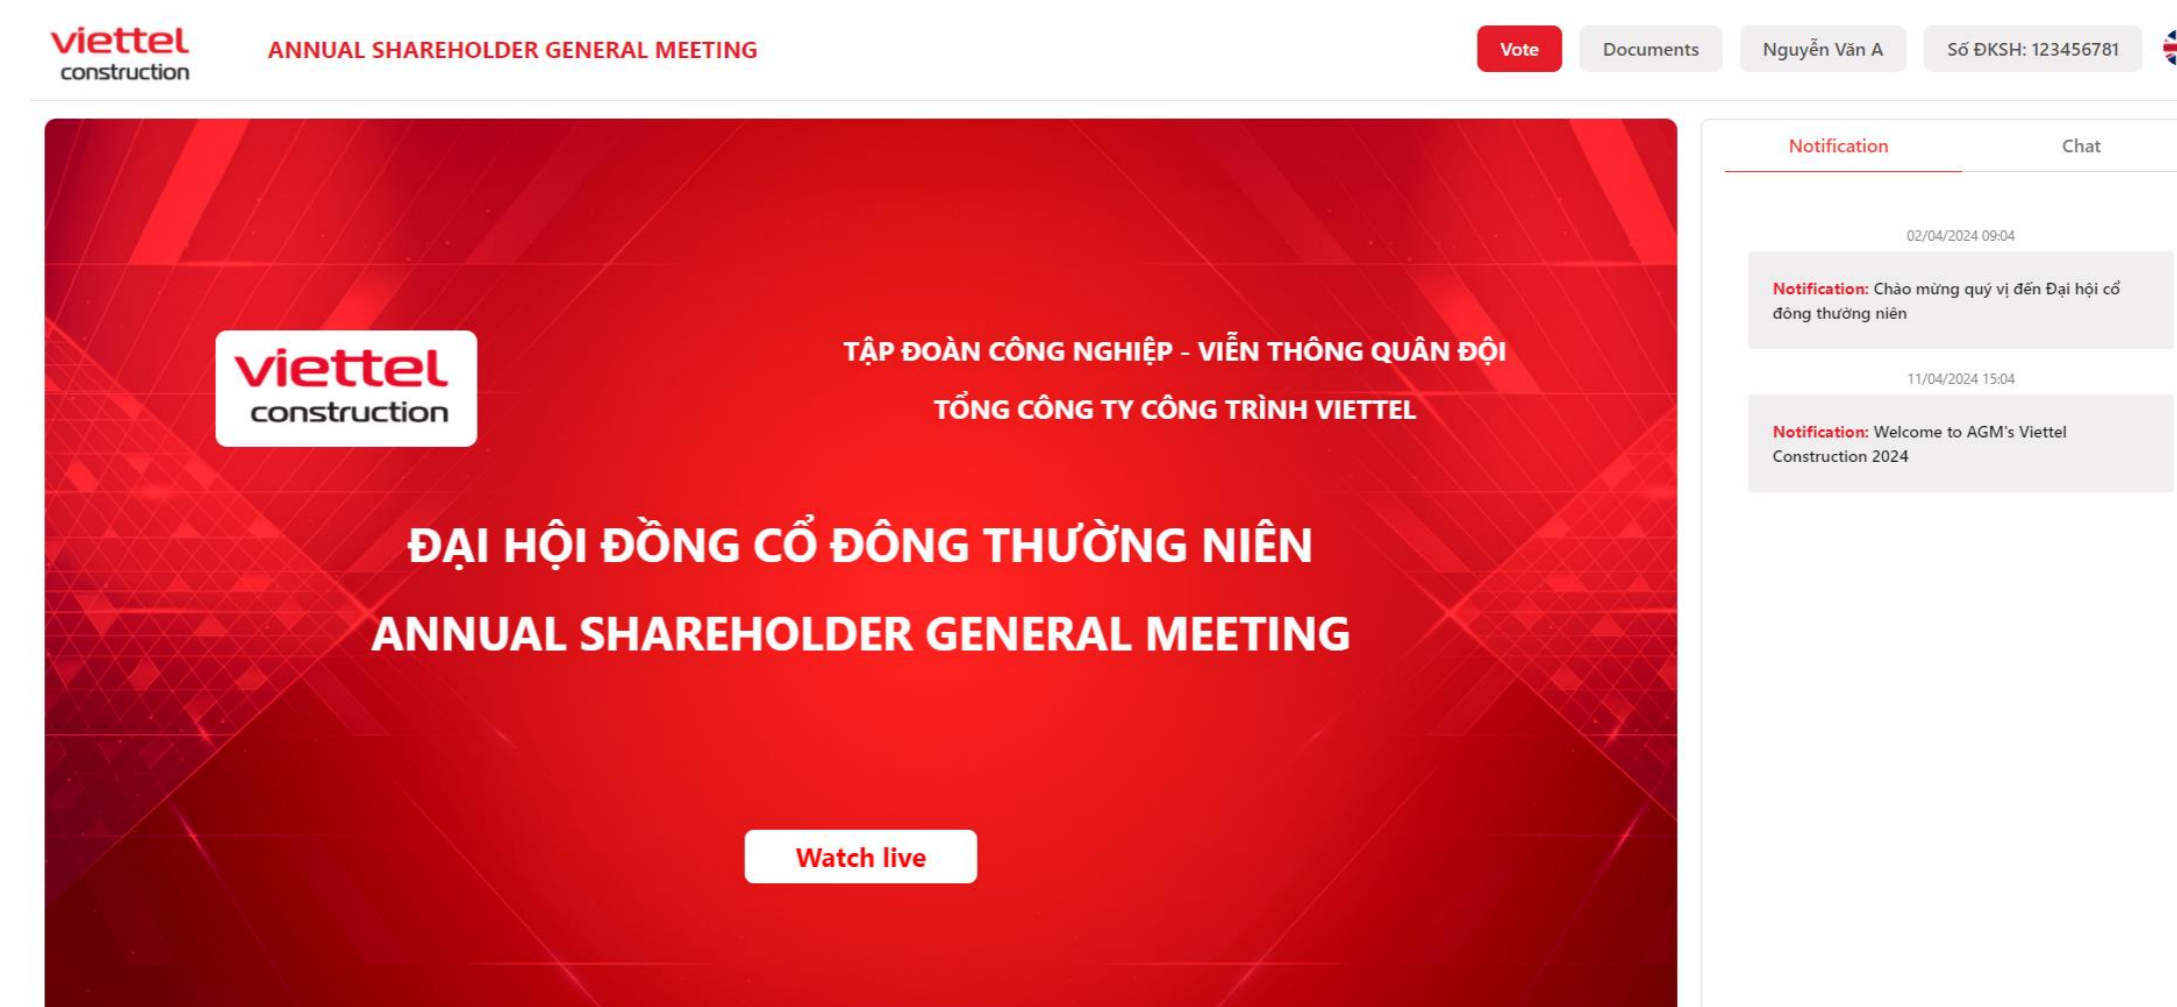 viettel
construction
ANNUAL SHAREHOLDER GENERAL MEETING
Vote
Documents
Nguyễn Văn A
Số ĐKSH: 123456781
viettel
construction
TẬP ĐOÀN CÔNG NGHIỆP - VIỄN THÔNG QUÂN ĐỘI
TỔNG CÔNG TY CÔNG TRÌNH VIETTEL
ĐẠI HỘI ĐỒNG CỔ ĐÔNG THƯỜNG NIÊN
ANNUAL SHAREHOLDER GENERAL MEETING
Watch live
Notification
Chat
02/04/2024 09:04
Notification: Chào mừng quý vị đến Đại hội cổ
đông thường niên
11/04/2024 15:04
Notification: Welcome to AGM's Viettel
Construction 2024